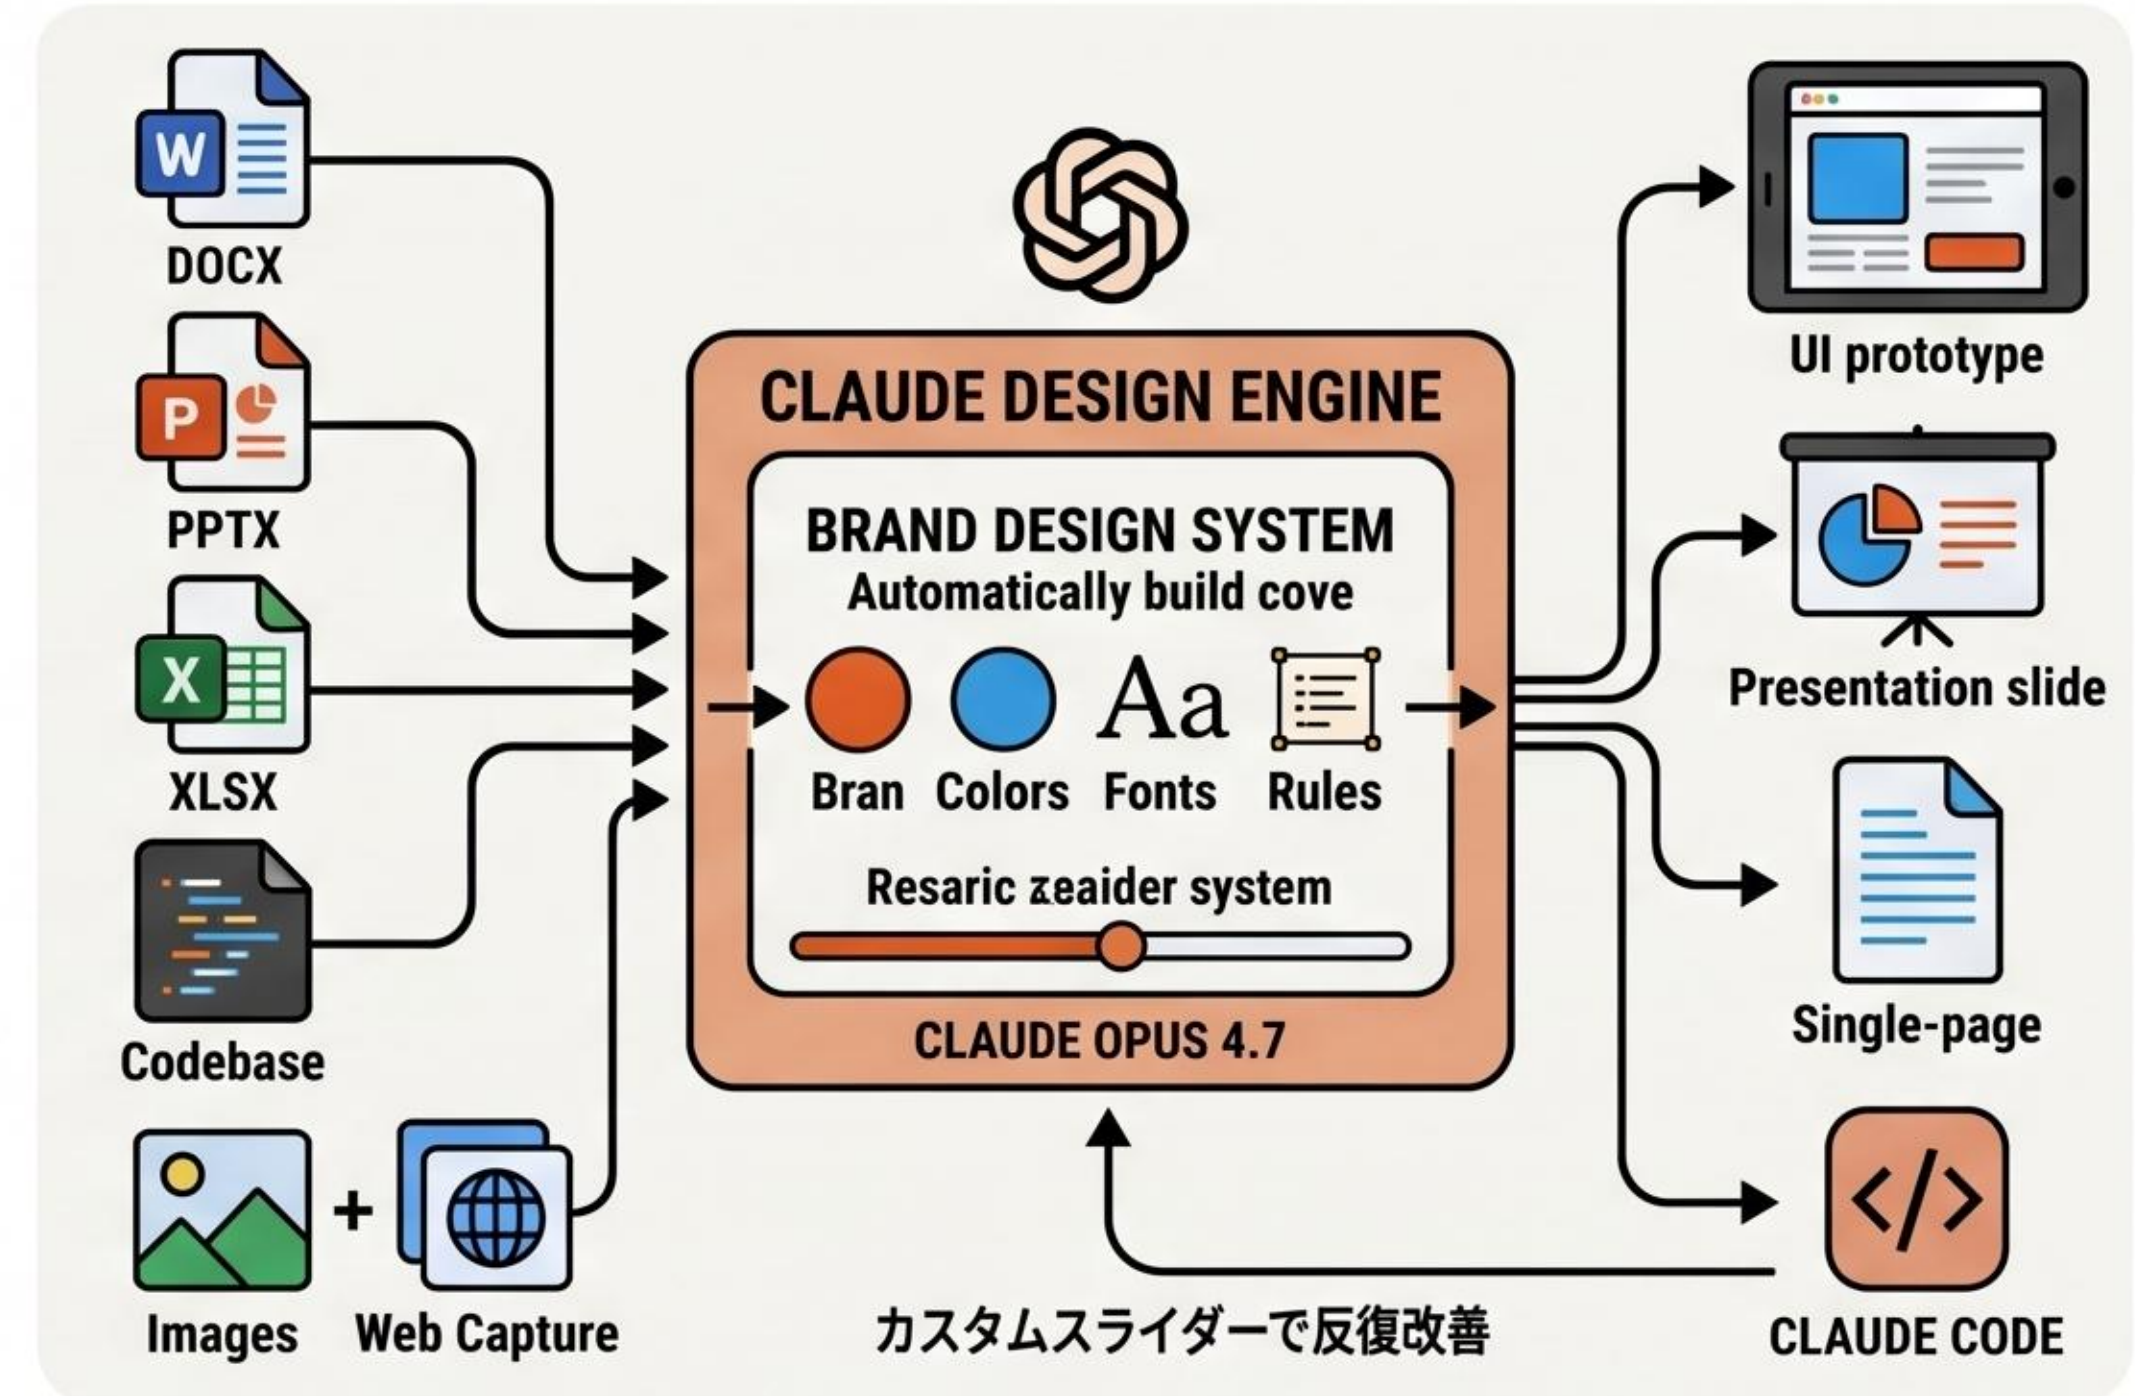 W
DOCX
P
PPTX
X
XLSX
Codebase
+
Images
Web Capture
CLAUDE DESIGN ENGINE
BRAND DESIGN SYSTEM
Automatically build cove
Aa
Bran
Colors
Fonts
Rules
Resaric system
CLAUDE OPUS 4.7
カスタムスライダーで反復改善
UI prototype
Presentation slide
Single-page
</>
CLAUDE CODE